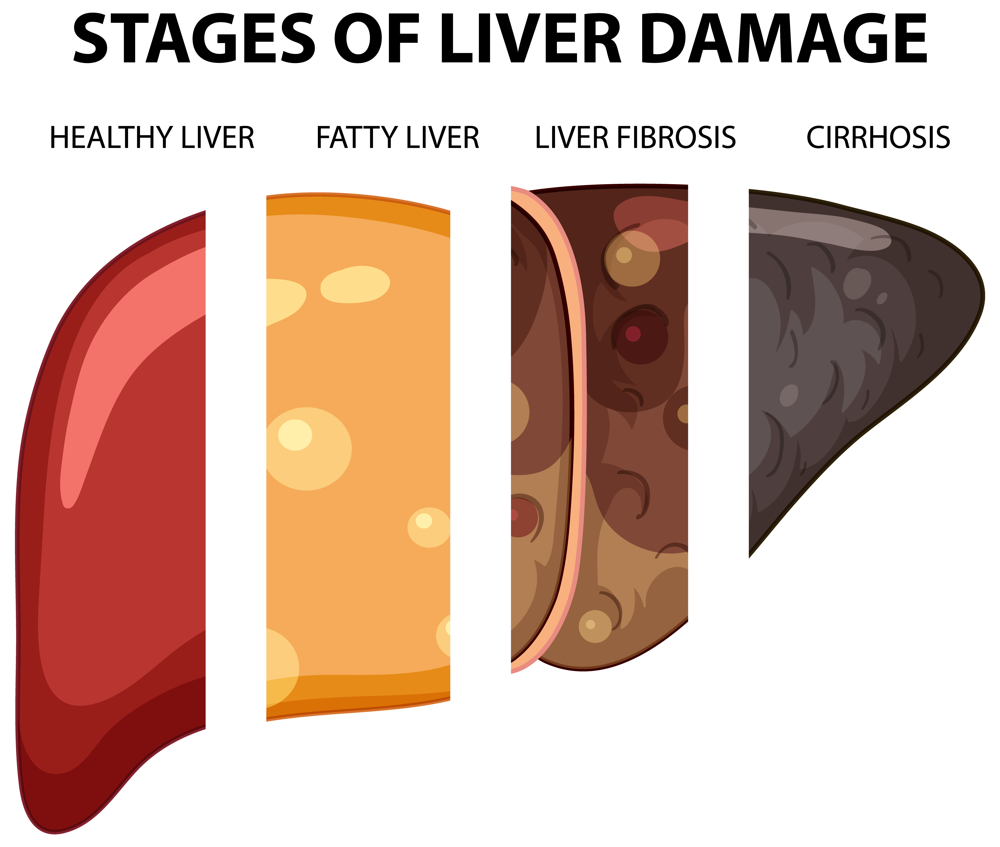 STAGES OF LIVER DAMAGE
HEALTHY LIVER
FATTY LIVER
LIVER FIBROSIS
CIRRHOSIS